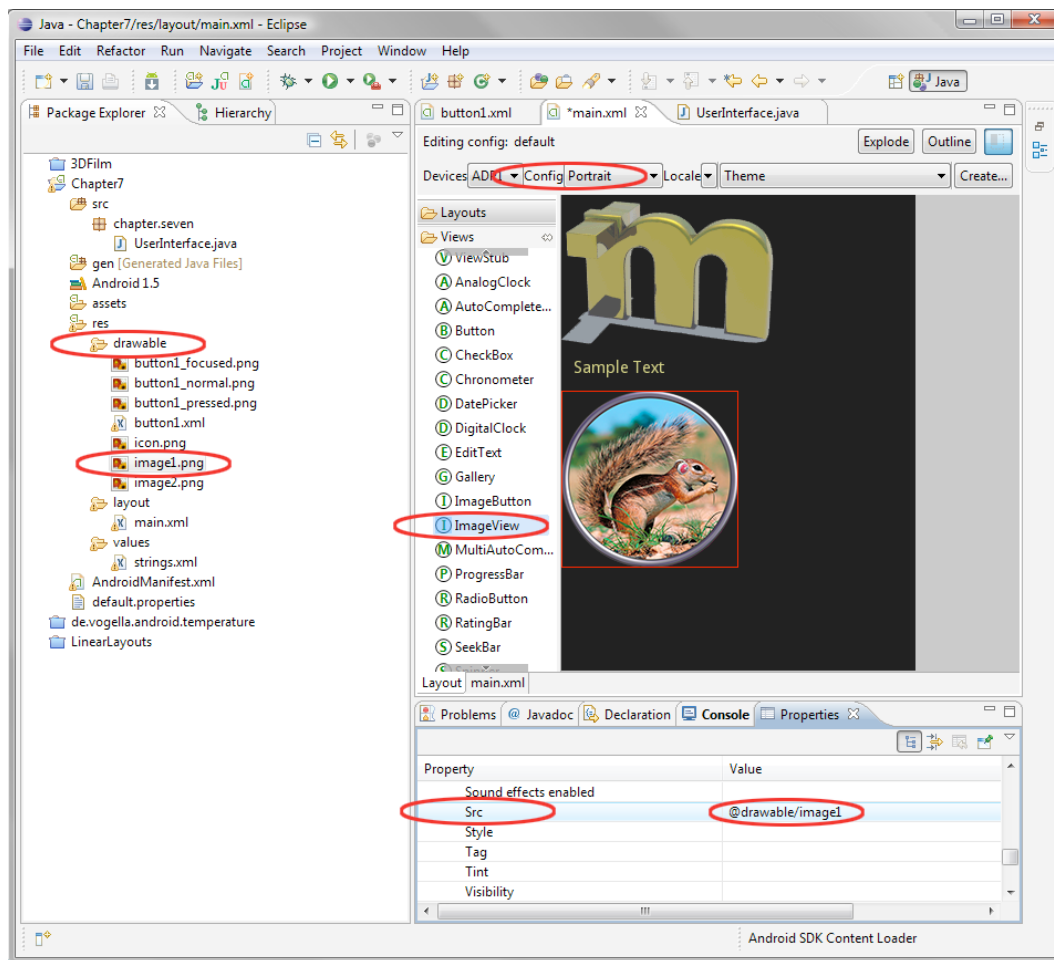 Java - Chapter7/res/layout/main.xml - Eclipse
File Edit Refactor Run Navigate Search Project Window Help
Java
Package Explorer Hierarchy
3DFilm
Chapter7
src
chapter.seven
UserInterface.java
gen [Generated Java Files]
Android 1.5
assets
res
drawable
button1_focused.png
button1_normal.png
button1_pressed.png
button1.xml
icon.png
image1.png
image2.png
layout
main.xml
values
strings.xml
AndroidManifest.xml
default.properties
de.vogella.android.temperature
LinearLayouts
button1.xml *main.xml UserInterface.java
Editing config: default Explode Outline
Devices ADP1 Config Portrait Locale Theme Create...
Layouts
Views
ViewStub
AnalogClock
AutoComplete...
Button
CheckBox
Chronometer
DatePicker
DigitalClock
EditText
Gallery
ImageButton
ImageView
MultiAutoCom...
ProgressBar
RadioButton
RatingBar
SeekBar
m
Sample Text
Layout main.xml
Problems @ Javadoc Declaration Console Properties
Property Value
Sound effects enabled
Src @drawable/image1
Style
Tag
Tint
Visibility
Android SDK Content Loader